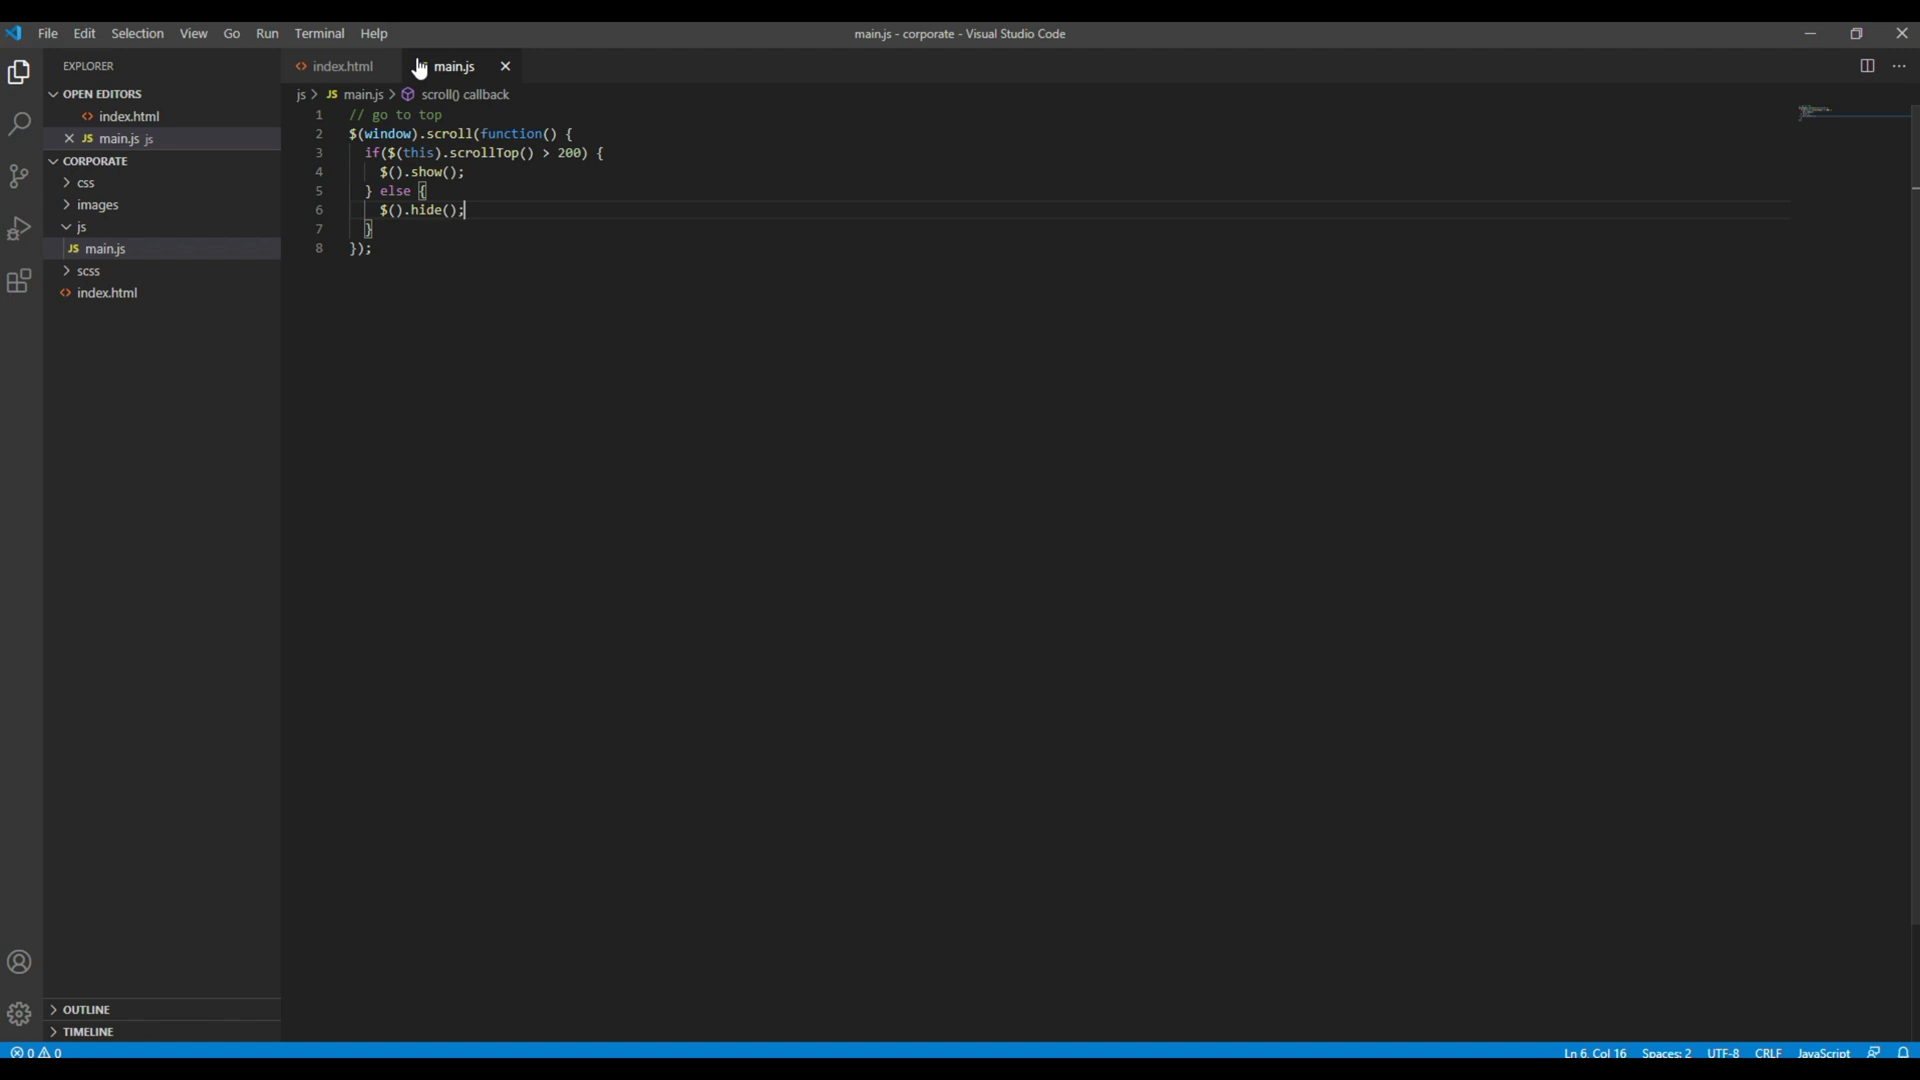 File Edit Selection View Go Run Terminal Help
main.js - corporate - Visual Studio Code
EXPLORER
OPEN EDITORS
index.html
main.js js
CORPORATE
css
images
js
JS main.js
scss
index.html
OUTLINE
TIMELINE
index.html
main.js
js > JS main.js > scroll() callback
1 // go to top
2 $(window).scroll(function() {
3 if($(this).scrollTop() > 200) {
4 $().show();
5 } else {
6 $().hide();
7 }
8 });
0 0
Ln 6, Col 16 Spaces: 2 UTF-8 CRLF JavaScript